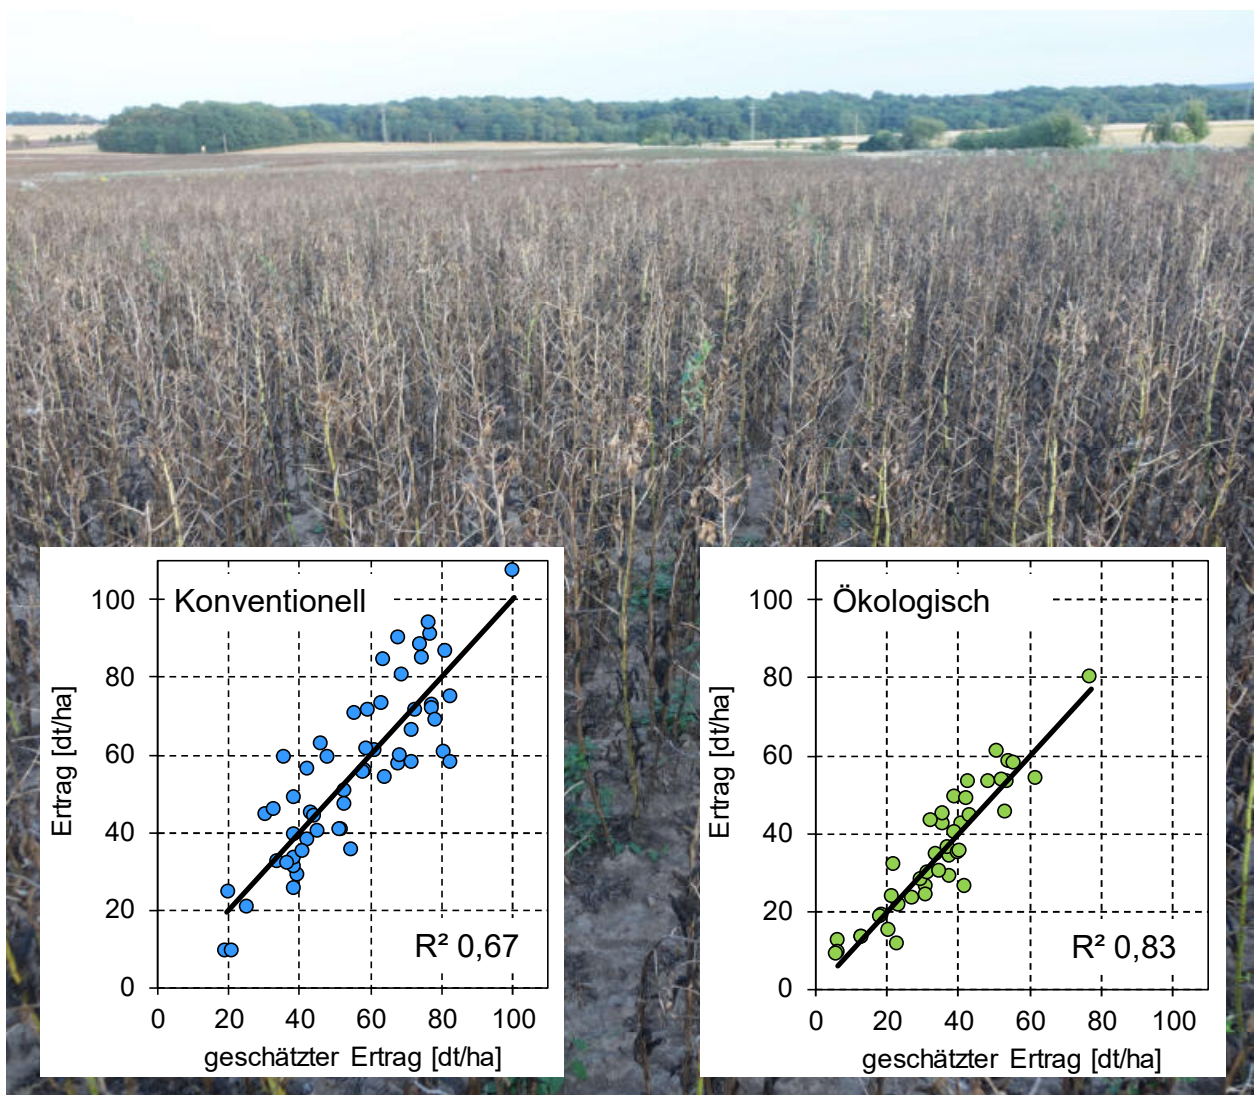 Konventionell
Ertrag [dt/ha]
100
80
60
40
20
0
R² 0,67
0 20 40 60 80 100
geschätzter Ertrag [dt/ha]
Ökologisch
Ertrag [dt/ha]
100
80
60
40
20
0
R² 0,83
0 20 40 60 80 100
geschätzter Ertrag [dt/ha]